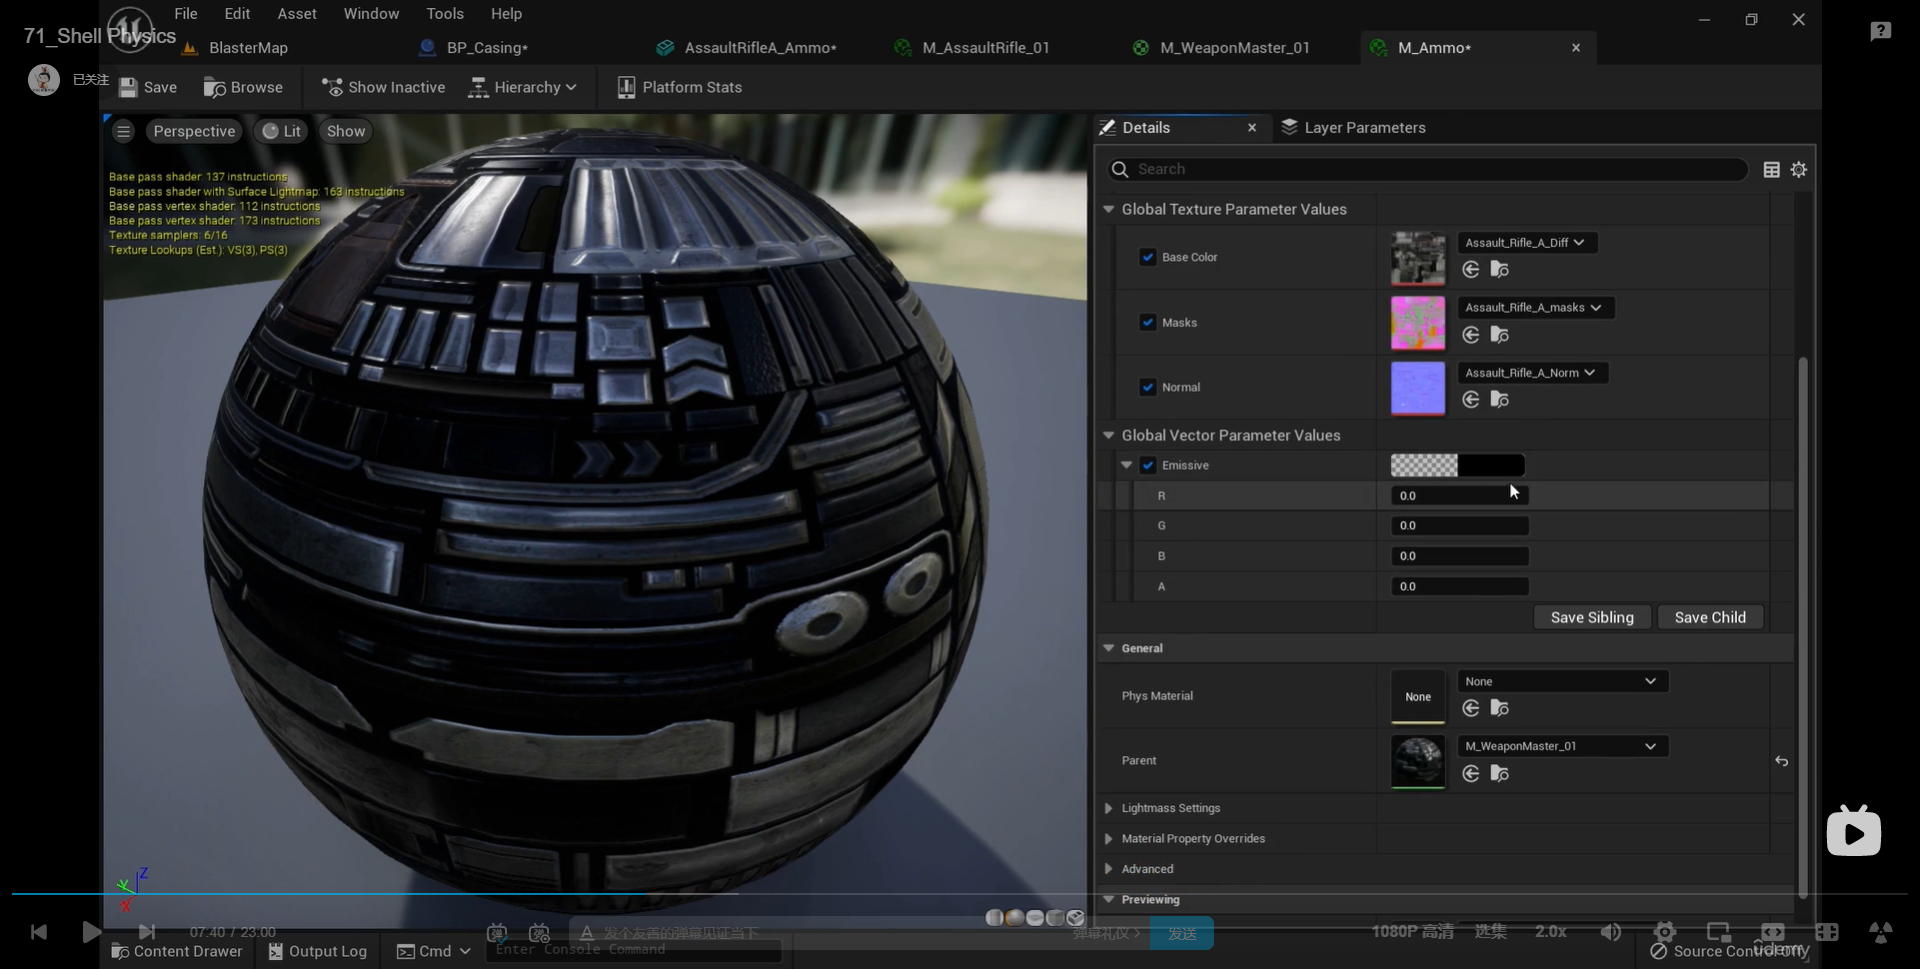 File Edit Asset Window Tools Help
71_Shell Physics
BlasterMap BP_Casing* AssaultRifleA_Ammo* M_AssaultRifle_01 M_WeaponMaster_01 M_Ammo*
已关注
Save Browse Show Inactive Hierarchy Platform Stats
Perspective Lit Show
Base pass shader: 137 instructions
Base pass shader with Surface Lightmap: 163 instructions
Base pass vertex shader: 112 instructions
Base pass vertex shader: 173 instructions
Texture samplers: 6/16
Texture Lookups (Est.): VS(3), PS(3)
Z
Y
X
Details Layer Parameters
Search
Global Texture Parameter Values
Base Color Assault_Rifle_A_Diff
Masks Assault_Rifle_A_masks
Normal Assault_Rifle_A_Norm
Global Vector Parameter Values
Emissive
R 0.0
G 0.0
B 0.0
A 0.0
Save Sibling Save Child
General
Phys Material None None
Parent M_WeaponMaster_01
Lightmass Settings
Material Property Overrides
Advanced
Previewing
07:40 / 23:00 弹 A 发个友善的弹幕见证当下 弹幕礼仪 发送 1080P 高清 选集 2.0x
Content Drawer Output Log Cmd Enter Console Command Source Control Off
ûdemy